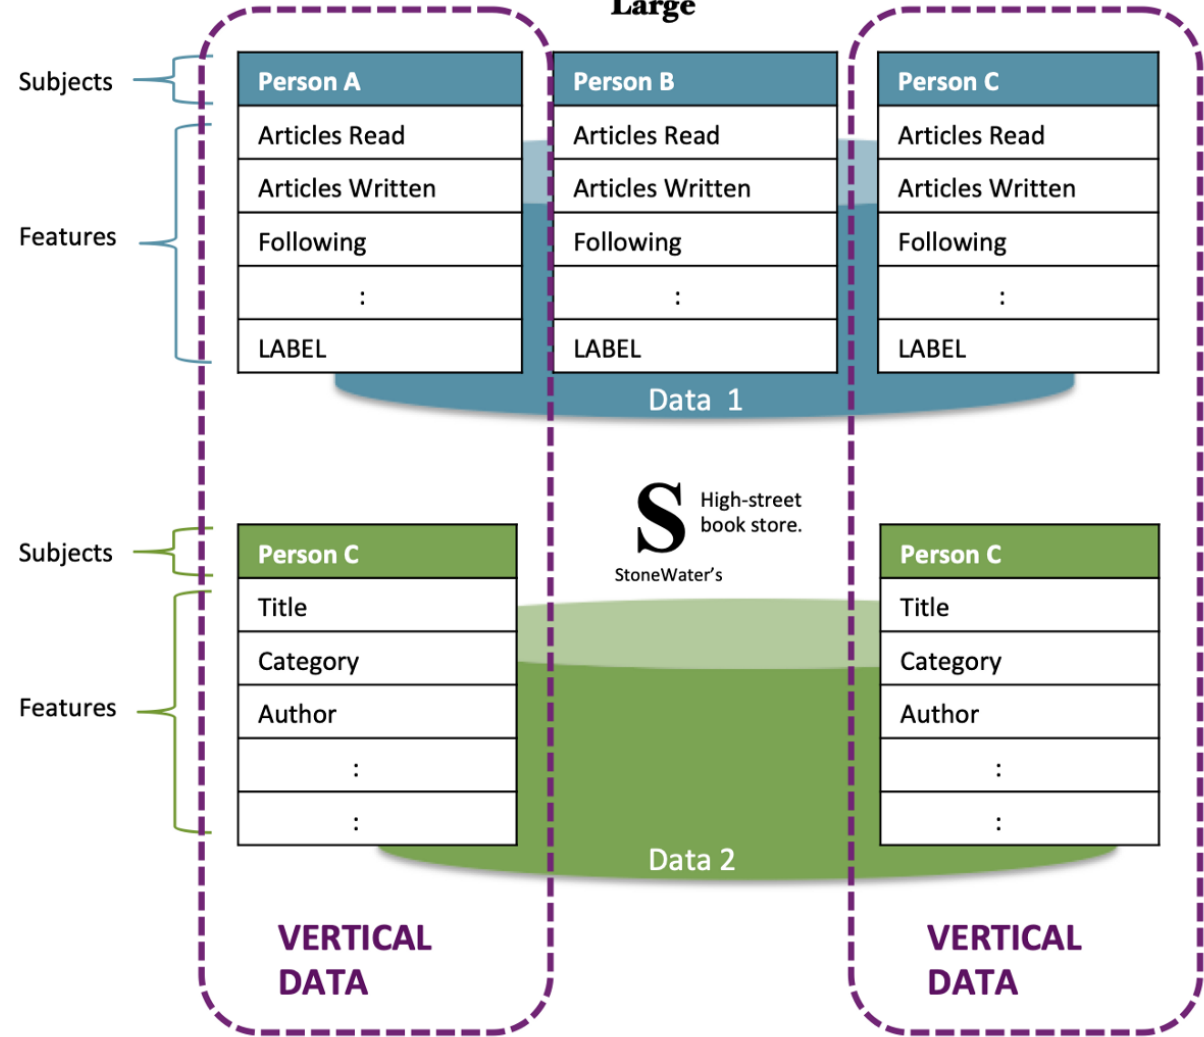 Large
Subjects
Person A
Person B
Person C
Articles Read
Articles Read
Articles Read
Articles Written
Articles Written
Articles Written
Features
Following
Following
Following
:
:
:
LABEL
LABEL
LABEL
Data 1
S
High-street
book store.
StoneWater's
Subjects
Person C
Person C
Title
Title
Category
Category
Features
Author
Author
:
:
:
:
Data 2
VERTICAL
DATA
VERTICAL
DATA